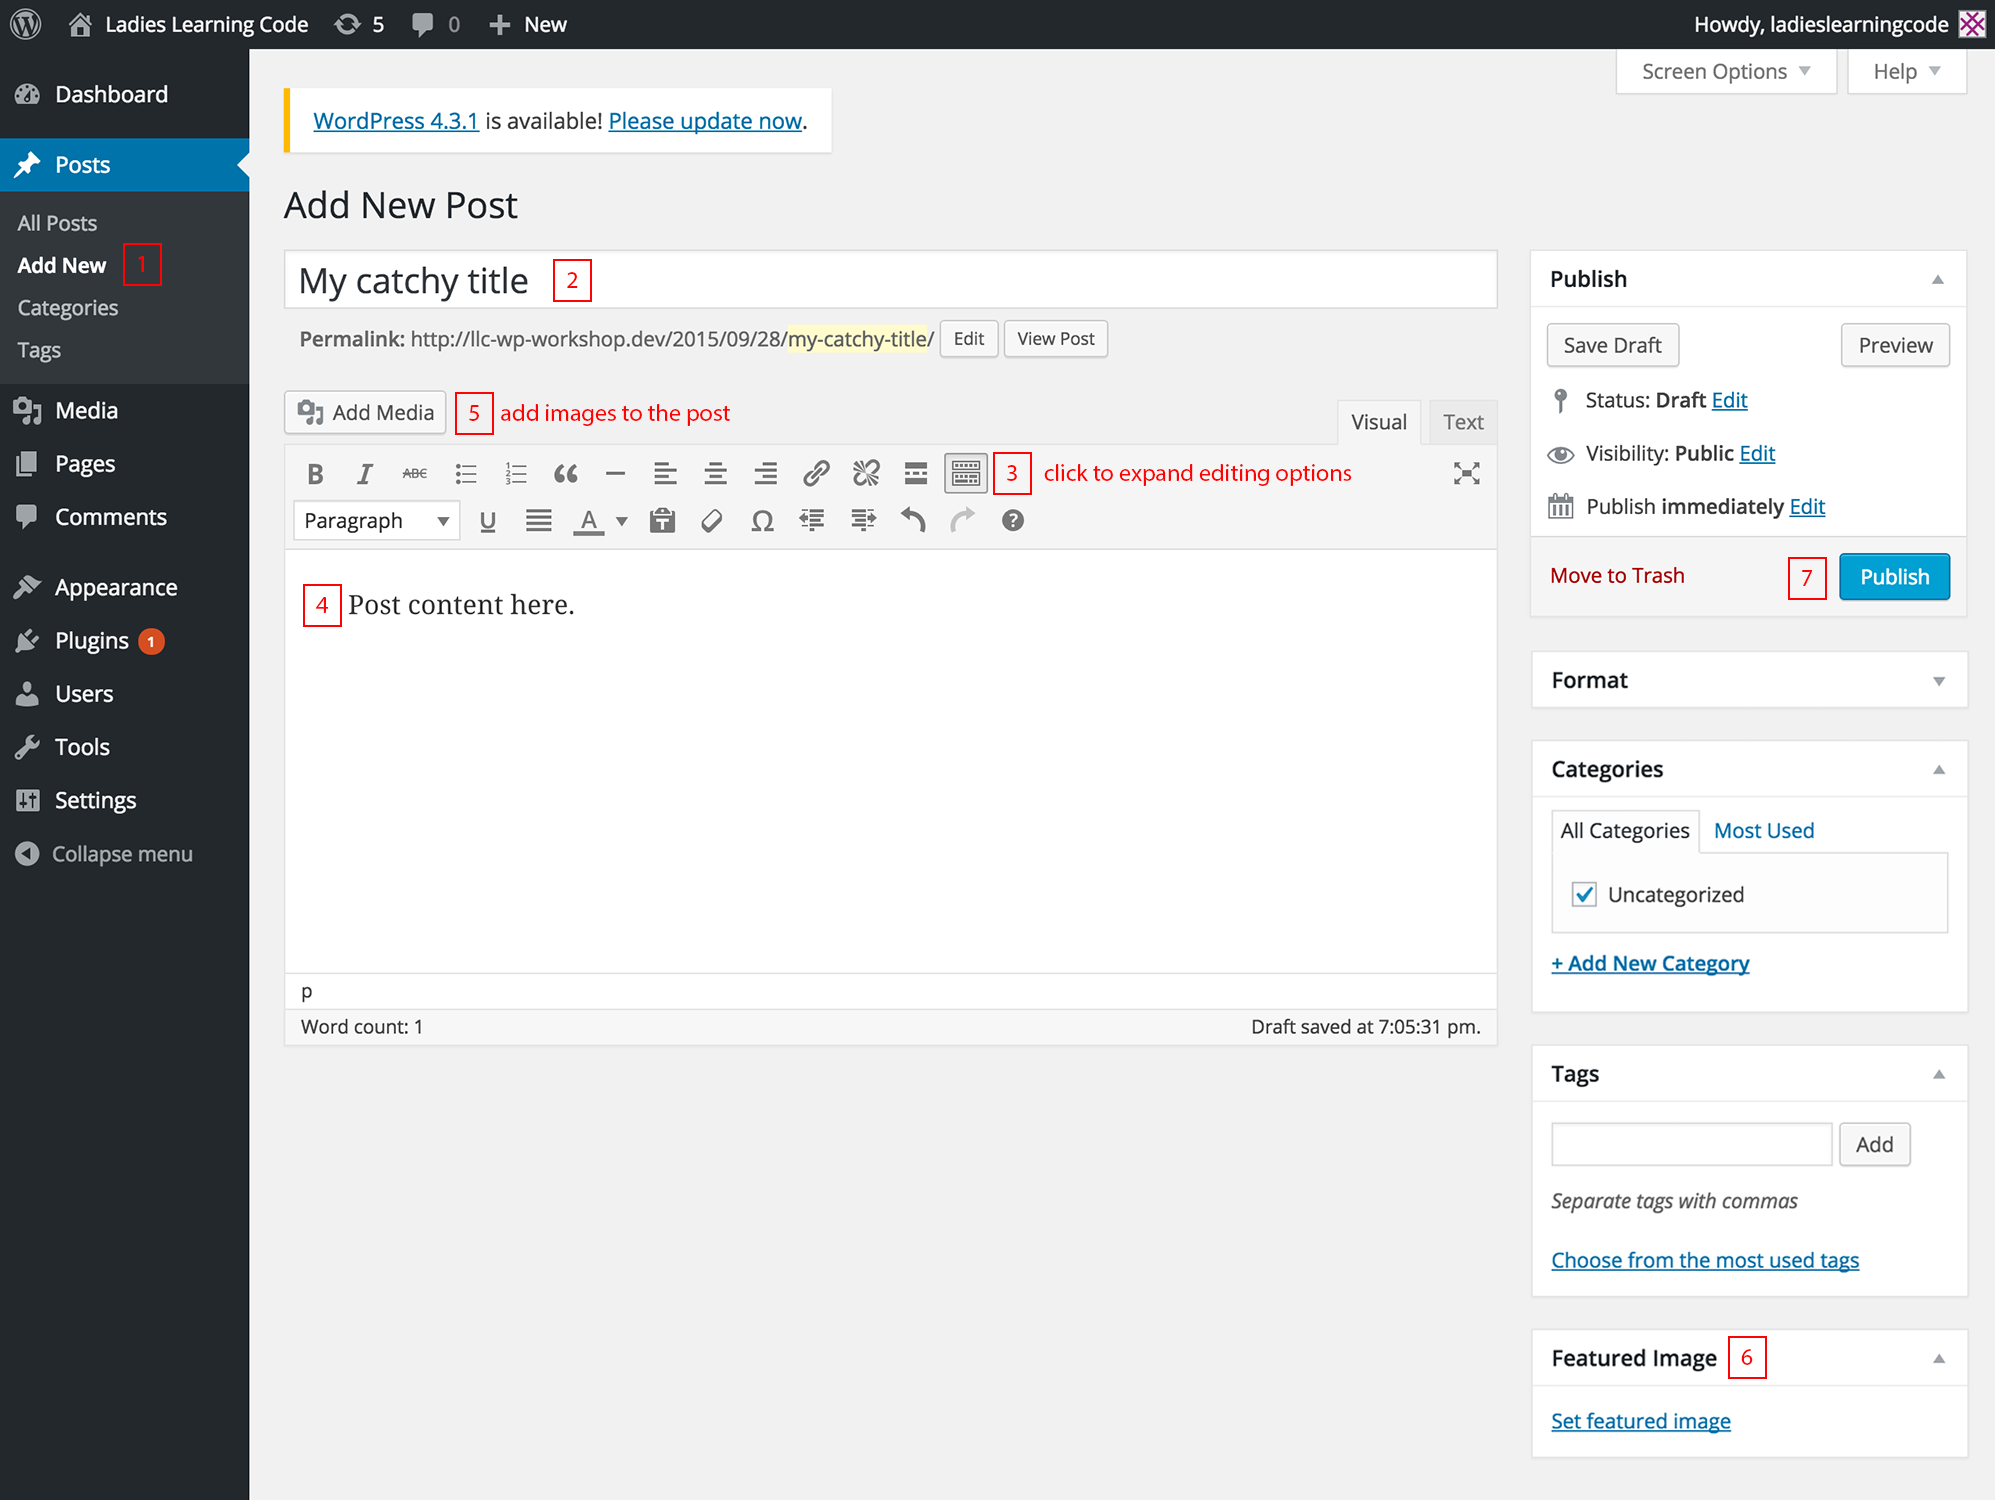 Ladies Learning Code 5 0 New Howdy, ladieslearningcode
Screen Options Help
Dashboard
Posts
All Posts
Add New 1
Categories
Tags
Media
Pages
Comments
Appearance
Plugins 1
Users
Tools
Settings
Collapse menu
WordPress 4.3.1 is available! Please update now.
Add New Post
My catchy title 2
Permalink: http://llc-wp-workshop.dev/2015/09/28/my-catchy-title/ Edit View Post
Add Media 5 add images to the post
Visual Text
B I ABC 3 click to expand editing options
Paragraph U A Ω ?
4 Post content here.
p
Word count: 1 Draft saved at 7:05:31 pm.
Publish
Save Draft Preview
Status: Draft Edit
Visibility: Public Edit
Publish immediately Edit
Move to Trash 7 Publish
Format
Categories
All Categories Most Used
Uncategorized
+ Add New Category
Tags
Add
Separate tags with commas
Choose from the most used tags
Featured Image 6
Set featured image